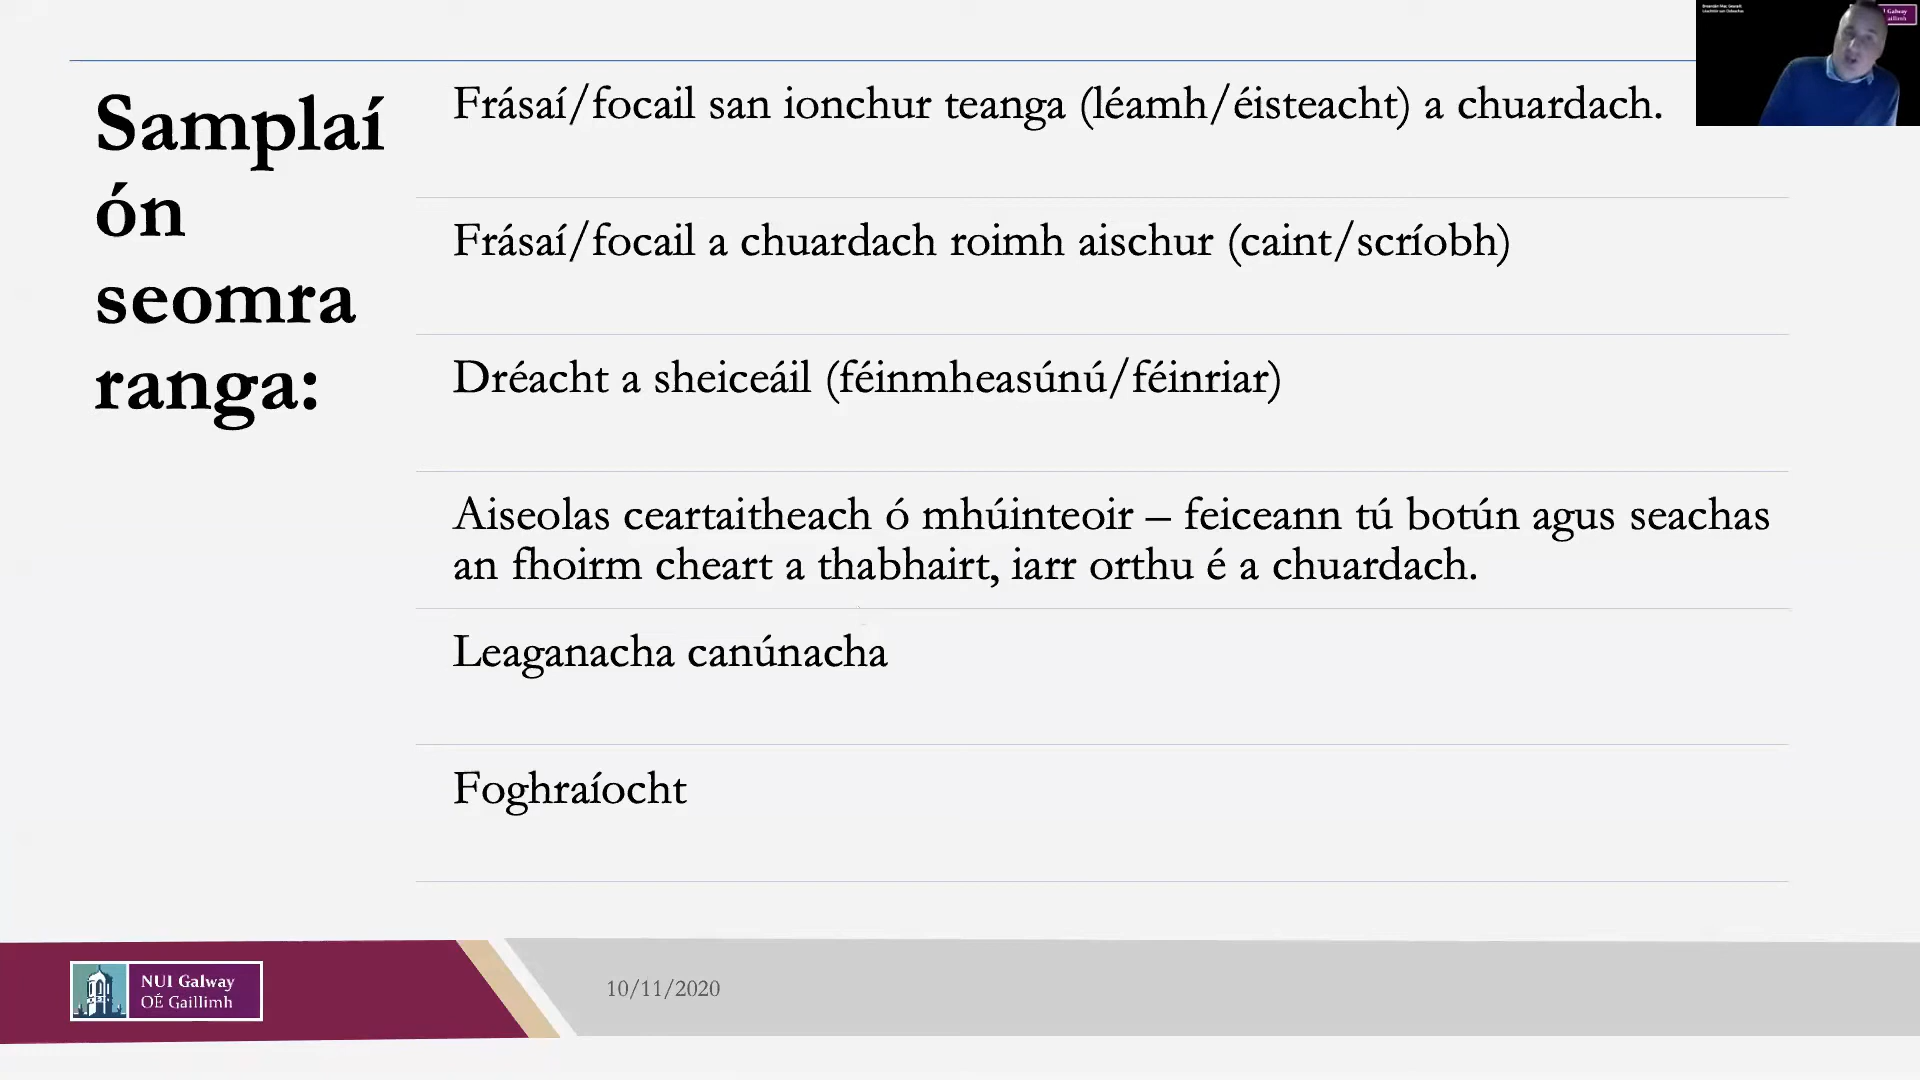 Samplaí
ón
seomra
ranga:
Frásaí/focail san ionchur teanga (léamh/éisteacht) a chuardach.
Frásaí/focail a chuardach roimh aischur (caint/scríobh)
Dréacht a sheiceáil (féinmheasúnú/féinriar)
Aiseolas ceartaitheach ó mhúinteoir – feiceann tú botún agus seachas
an fhoirm cheart a thabhairt, iarr orthu é a chuardach.
Leaganacha canúnacha
Foghraíocht
NUI Galway
OÉ Gaillimh
10/11/2020